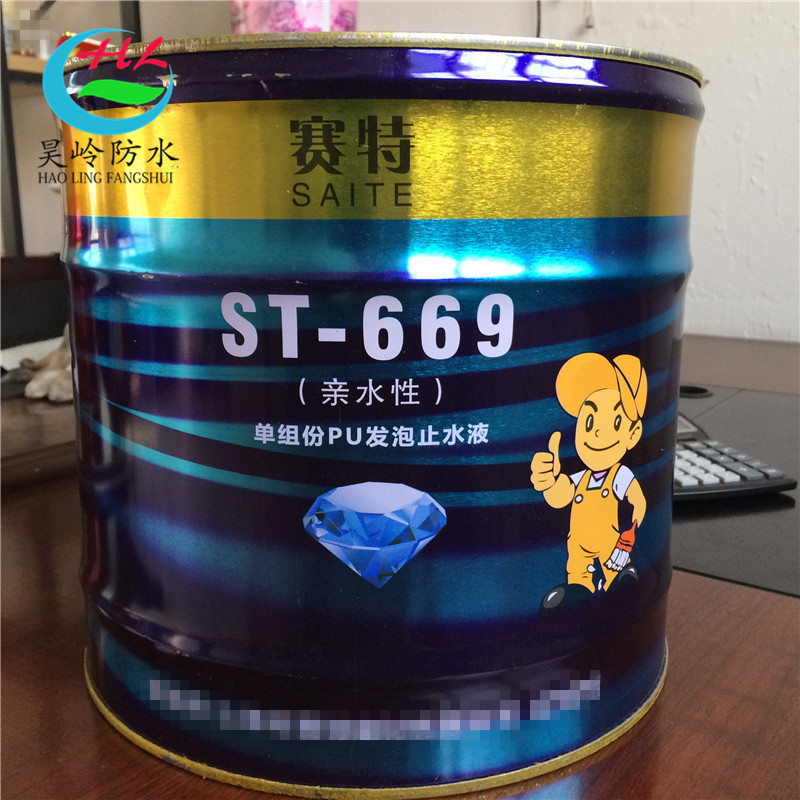 HL
昊岭防水
HAO LING FANGSHUI
赛特
SAITE
ST-669
（亲水性）
单组份PU发泡止水液